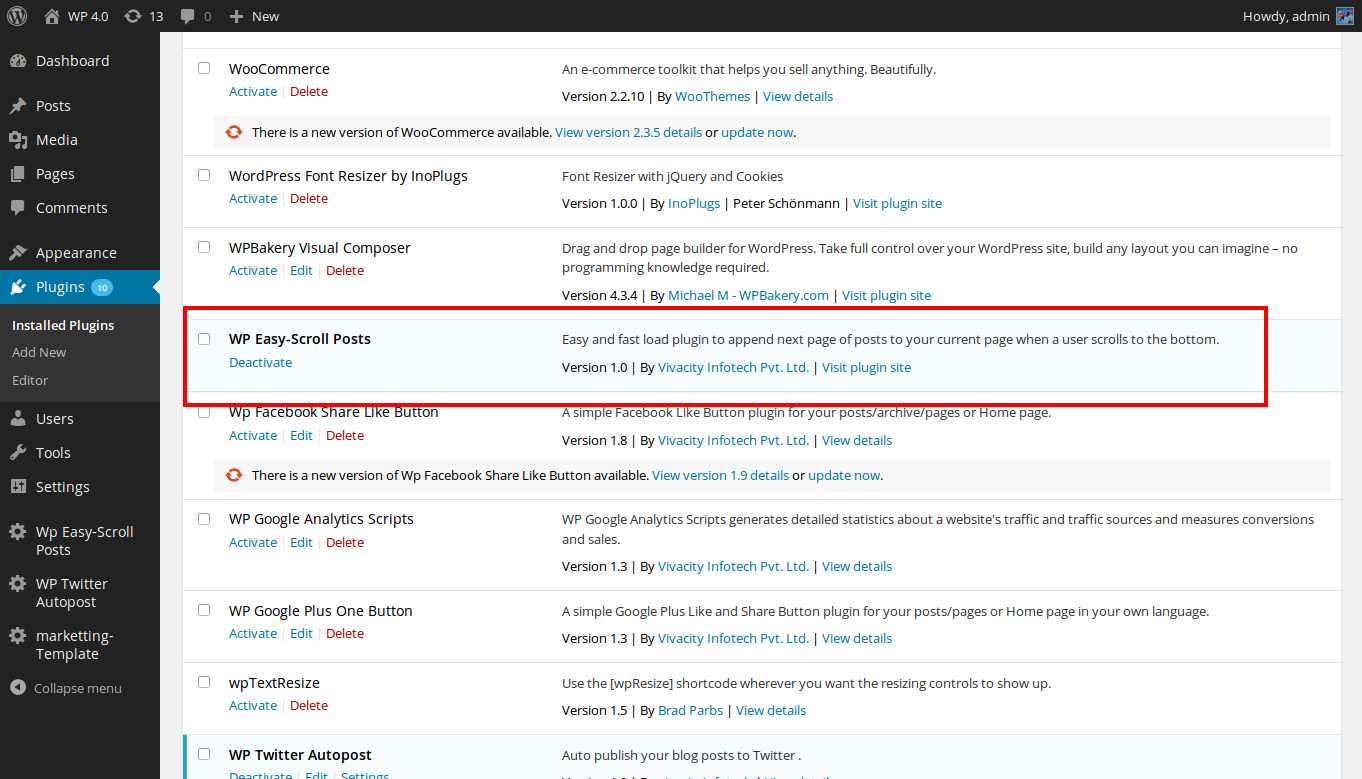 WP 4.0 13 0 New Howdy, admin
Dashboard
Posts
Media
Pages
Comments
Appearance
Plugins 10
Installed Plugins
Add New
Editor
Users
Tools
Settings
Wp Easy-Scroll
Posts
WP Twitter
Autopost
marketting-
Template
Collapse menu
WooCommerce
Activate | Delete
An e-commerce toolkit that helps you sell anything. Beautifully.
Version 2.2.10 | By WooThemes | View details
There is a new version of WooCommerce available. View version 2.3.5 details or update now.
WordPress Font Resizer by InoPlugs
Activate | Delete
Font Resizer with jQuery and Cookies
Version 1.0.0 | By InoPlugs | Peter Schönmann | Visit plugin site
WPBakery Visual Composer
Activate | Edit | Delete
Drag and drop page builder for WordPress. Take full control over your WordPress site, build any layout you can imagine – no
programming knowledge required.
Version 4.3.4 | By Michael M - WPBakery.com | Visit plugin site
WP Easy-Scroll Posts
Deactivate
Easy and fast load plugin to append next page of posts to your current page when a user scrolls to the bottom.
Version 1.0 | By Vivacity Infotech Pvt. Ltd. | Visit plugin site
Wp Facebook Share Like Button
Activate | Edit | Delete
A simple Facebook Like Button plugin for your posts/archive/pages or Home page.
Version 1.8 | By Vivacity Infotech Pvt. Ltd. | View details
There is a new version of Wp Facebook Share Like Button available. View version 1.9 details or update now.
WP Google Analytics Scripts
Activate | Edit | Delete
WP Google Analytics Scripts generates detailed statistics about a website's traffic and traffic sources and measures conversions
and sales.
Version 1.3 | By Vivacity Infotech Pvt. Ltd. | View details
WP Google Plus One Button
Activate | Edit | Delete
A simple Google Plus Like and Share Button plugin for your posts/pages or Home page in your own language.
Version 1.3 | By Vivacity Infotech Pvt. Ltd. | View details
wpTextResize
Activate | Delete
Use the [wpResize] shortcode wherever you want the resizing controls to show up.
Version 1.5 | By Brad Parbs | View details
WP Twitter Autopost
Deactivate | Edit | Settings
Auto publish your blog posts to Twitter .